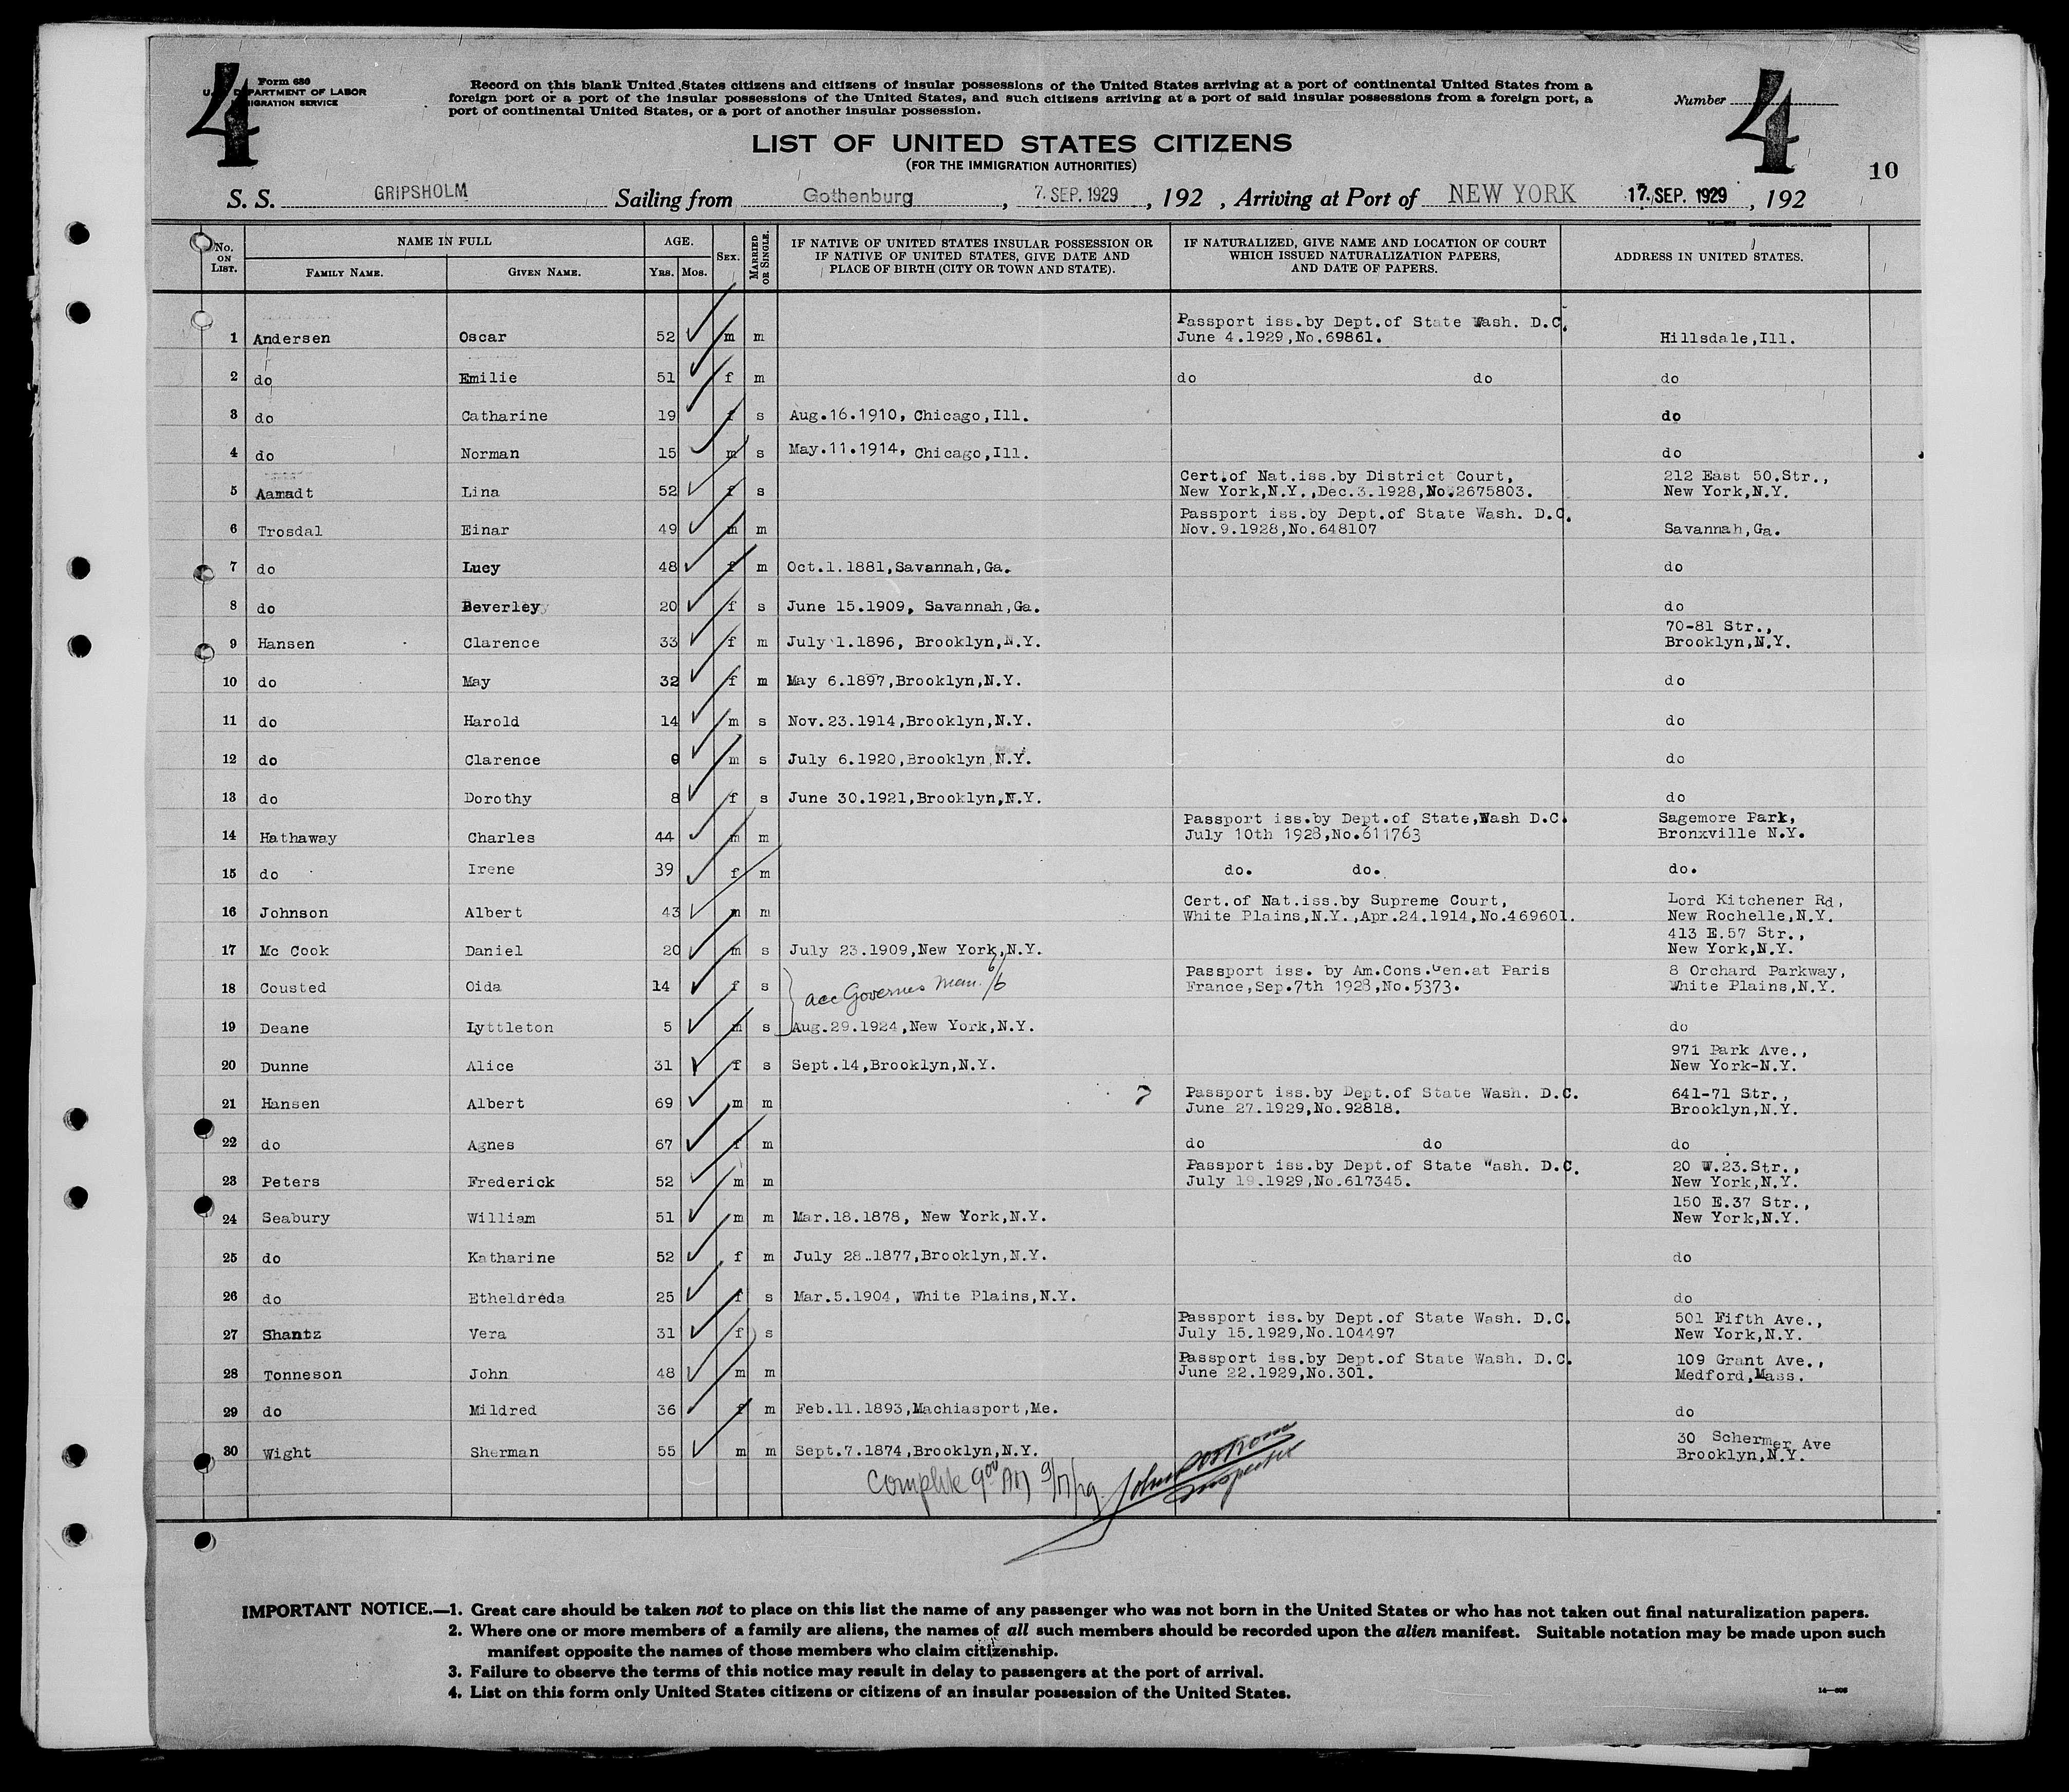 4
Form 630
U. S. DEPARTMENT OF LABOR
IMMIGRATION SERVICE
Record on this blank United States citizens and citizens of insular possessions of the United States arriving at a port of continental United States from a
foreign port or a port of the insular possessions of the United States, and such citizens arriving at a port of said insular possessions from a foreign port, a
port of continental United States, or a port of another insular possession.
Number
4
LIST OF UNITED STATES CITIZENS
(FOR THE IMMIGRATION AUTHORITIES)
10
S. S. GRIPSHOLM Sailing from Gothenburg, 7. SEP. 1929, 192 , Arriving at Port of NEW YORK 17. SEP. 1929, 192
No. ON LIST. NAME IN FULL FAMILY NAME. GIVEN NAME. AGE. YRS. MOS. SEX. MARRIED OR SINGLE. IF NATIVE OF UNITED STATES INSULAR POSSESSION OR IF NATIVE OF UNITED STATES, GIVE DATE AND PLACE OF BIRTH (CITY OR TOWN AND STATE). IF NATURALIZED, GIVE NAME AND LOCATION OF COURT WHICH ISSUED NATURALIZATION PAPERS, AND DATE OF PAPERS. ADDRESS IN UNITED STATES.
Passport iss.by Dept.of State Wash. D.C.
1 Andersen Oscar 52 m m June 4.1929,No.69861. Hillsdale,Ill.
2 do Emilie 51 f m do do do
3 do Catharine 19 f s Aug.16.1910, Chicago,Ill. do
4 do Norman 15 m s May.11.1914, Chicago,Ill. do
Cert.of Nat.iss.by District Court, 212 East 50.Str.,
5 Aamadt Lina 52 f s New York,N.Y.,Dec.3.1928,No.2675803. New York,N.Y.
Passport iss.by Dept.of State Wash. D.C.
6 Trosdal Einar 49 m m Nov.9.1928,No.648107 Savannah,Ga.
7 do Lucy 48 f m Oct.1.1881,Savannah,Ga. do
8 do Beverley 20 f s June 15.1909, Savannah,Ga. do
70-81 Str.,
9 Hansen Clarence 33 f m July 1.1896, Brooklyn,N.Y. Brooklyn,N.Y.
10 do May 32 f m May 6.1897,Brooklyn,N.Y. do
11 do Harold 14 m s Nov.23.1914,Brooklyn,N.Y. do
12 do Clarence 9 m s July 6.1920,Brooklyn,N.Y. do
13 do Dorothy 8 f s June 30.1921,Brooklyn,N.Y. do
Passport iss.by Dept.of State,Wash D.C. Sagemore Park,
14 Hathaway Charles 44 m m July 10th 1928,No.611763 Bronxville N.Y.
15 do Irene 39 f m do. do. do.
Cert.of Nat.iss.by Supreme Court, Lord Kitchener Rd,
16 Johnson Albert 43 m m White Plains,N.Y.,Apr.24.1914,No.469601. New Rochelle,N.Y.
413 E.57 Str.,
17 Mc Cook Daniel 20 m s July 23.1909,New York,N.Y. New York,N.Y.
Passport iss. by Am.Cons.Gen.at Paris 8 Orchard Parkway,
18 Cousted Oida 14 f s acc Governes France,Sep.7th 1928,No.5373. White Plains,N.Y.
19 Deane Lyttleton 5 m s Aug.29.1924,New York,N.Y. do
971 Park Ave.,
20 Dunne Alice 31 f s Sept.14,Brooklyn,N.Y. New York-N.Y.
? Passport iss.by Dept.of State Wash. D.C. 641-71 Str.,
21 Hansen Albert 69 m m June 27.1929,No.92818. Brooklyn,N.Y.
22 do Agnes 67 f m do do do
Passport iss.by Dept.of State Wash. D.C. 20 W.23.Str.,
23 Peters Frederick 52 m m July 19.1929,No.617345. New York,N.Y.
150 E.37 Str.,
24 Seabury William 51 m m Mar.18.1878, New York,N.Y. New York,N.Y.
25 do Katharine 52 f m July 28..1877,Brooklyn,N.Y. do
26 do Etheldreda 25 f s Mar.5.1904, White Plains,N.Y. do
Passport iss.by Dept.of State Wash. D.C. 501 Fifth Ave.,
27 Shantz Vera 31 f s July 15.1929,No.104497 New York,N.Y.
Passport iss.by Dept.of State Wash. D.C. 109 Grant Ave.,
28 Tonneson John 48 m m June 22.1929,No.301. Medford,Mass.
29 do Mildred 36 f m Feb.11.1893,Machiasport,Me. do
30 Schermer Ave
30 Wight Sherman 55 m m Sept.7.1874,Brooklyn,N.Y. Brooklyn,N.Y.
Complete 9 00 AM 9/17/29 John Inspector
IMPORTANT NOTICE.—1. Great care should be taken not to place on this list the name of any passenger who was not born in the United States or who has not taken out final naturalization papers.
2. Where one or more members of a family are aliens, the names of all such members should be recorded upon the alien manifest. Suitable notation may be made upon such
manifest opposite the names of those members who claim citizenship.
3. Failure to observe the terms of this notice may result in delay to passengers at the port of arrival.
4. List on this form only United States citizens or citizens of an insular possession of the United States.